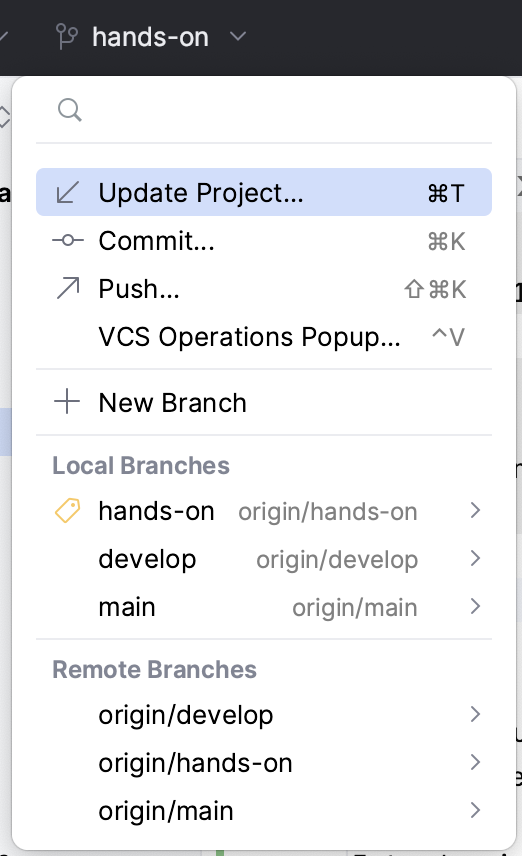 hands-on
Update Project... ⌘T
Commit... ⌘K
Push... ⇧⌘K
VCS Operations Popup... ^V
New Branch
Local Branches
hands-on origin/hands-on
develop origin/develop
main origin/main
Remote Branches
origin/develop
origin/hands-on
origin/main